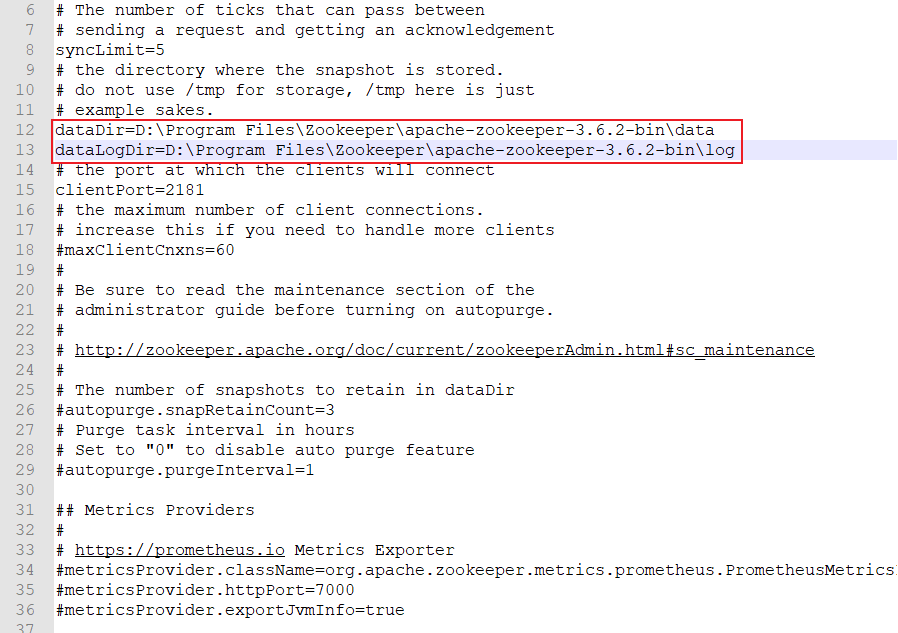 6 # The number of ticks that can pass between
7 # sending a request and getting an acknowledgement
8 syncLimit=5
9 # the directory where the snapshot is stored.
10 # do not use /tmp for storage, /tmp here is just
11 # example sakes.
12 dataDir=D:\Program Files\Zookeeper\apache-zookeeper-3.6.2-bin\data
13 dataLogDir=D:\Program Files\Zookeeper\apache-zookeeper-3.6.2-bin\log
14 # the port at which the clients will connect
15 clientPort=2181
16 # the maximum number of client connections.
17 # increase this if you need to handle more clients
18 #maxClientCnxns=60
19 #
20 # Be sure to read the maintenance section of the
21 # administrator guide before turning on autopurge.
22 #
23 # http://zookeeper.apache.org/doc/current/zookeeperAdmin.html#sc_maintenance
24 #
25 # The number of snapshots to retain in dataDir
26 #autopurge.snapRetainCount=3
27 # Purge task interval in hours
28 # Set to "0" to disable auto purge feature
29 #autopurge.purgeInterval=1
30
31 ## Metrics Providers
32 #
33 # https://prometheus.io Metrics Exporter
34 #metricsProvider.className=org.apache.zookeeper.metrics.prometheus.PrometheusMetrics
35 #metricsProvider.httpPort=7000
36 #metricsProvider.exportJvmInfo=true
37